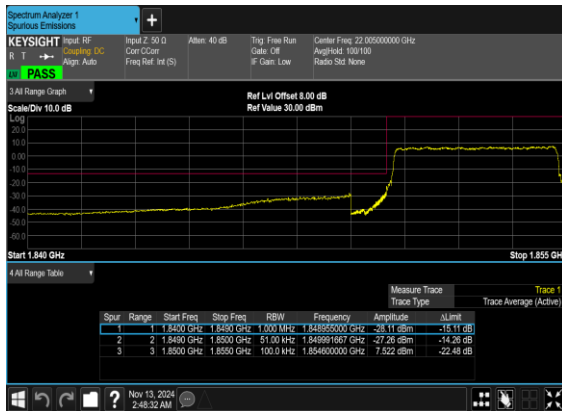 Spectrum Analyzer 1
Spurious Emissions
KEYSIGHT Input: RF Input Z: 50 Ω Atten: 40 dB Trig: Free Run Center Freq: 22.005000000 GHz
R T Coupling: DC Corr CCorr Gate: Off Avg|Hold: 100/100
Align: Auto Freq Ref: Int (S) IF Gain: Low Radio Std: None
PASS
3 All Range Graph
Ref Lvl Offset 8.00 dB
Scale/Div 10.0 dB Ref Value 30.00 dBm
Log
20.0
10.0
0.00
-10.0
-20.0
-30.0
-40.0
-50.0
-60.0
Start 1.840 GHz Stop 1.855 GH
4 All Range Table
Measure Trace Trace 1
Trace Type Trace Average (Active)
Spur Range Start Freq Stop Freq RBW Frequency Amplitude ΔLimit
1 1 1.8400 GHz 1.8490 GHz 1.000 MHz 1.848955000 GHz -28.11 dBm -15.11 dB
2 2 1.8490 GHz 1.8500 GHz 51.00 kHz 1.849991667 GHz -27.26 dBm -14.26 dB
3 3 1.8500 GHz 1.8550 GHz 100.0 kHz 1.854600000 GHz 7.522 dBm -22.48 dB
Nov 13, 2024
2:48:32 AM